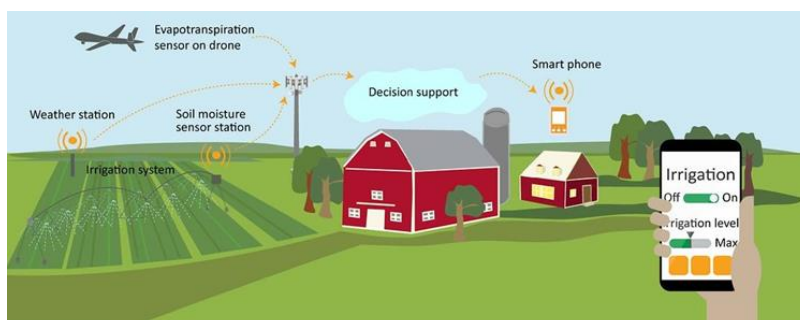 Evapotranspiration
sensor on drone
Smart phone
Decision support
Weather station
Soil moisture
sensor station
Irrigation system
Irrigation
Off On
Irrigation level
Max